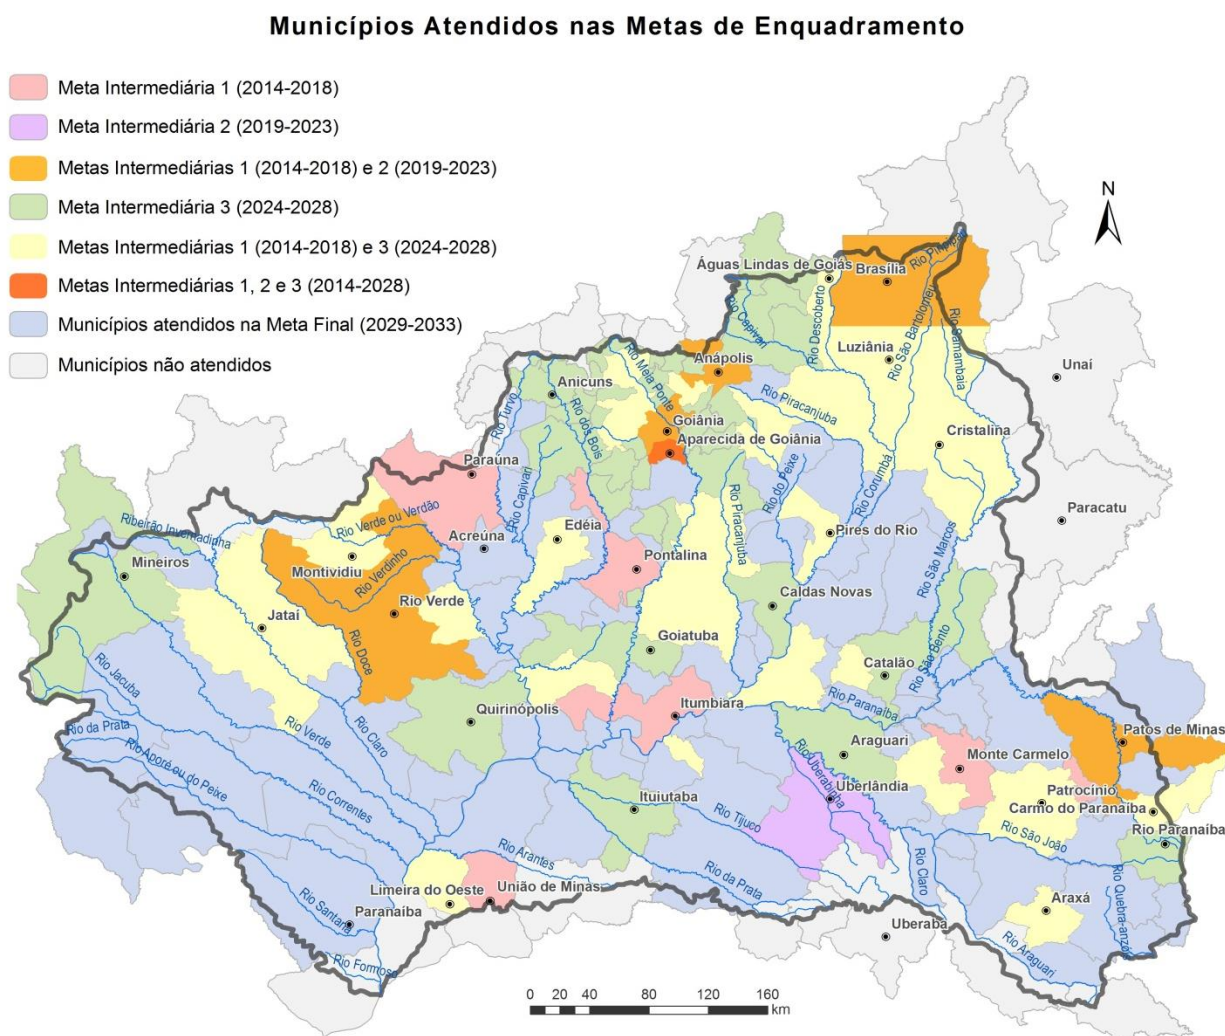 Municípios Atendidos nas Metas de Enquadramento
Meta Intermediária 1 (2014-2018)
Meta Intermediária 2 (2019-2023)
Metas Intermediárias 1 (2014-2018) e 2 (2019-2023)
Meta Intermediária 3 (2024-2028)
Metas Intermediárias 1 (2014-2018) e 3 (2024-2028)
Metas Intermediárias 1, 2 e 3 (2014-2028)
Municípios atendidos na Meta Final (2029-2033)
Municípios não atendidos
N
Águas Lindas de Goiás
Brasília
Rio Pipiripau
Rio Descoberto
Rio São Bartolomeu
Rio Samambaia
Rio Capivari
Luziânia
Unaí
Anápolis
Rio Meia Ponte
Anicuns
Rio Turvo
Rio dos Bois
Rio Piracanjuba
Goiânia
Aparecida de Goiânia
Cristalina
Paraúna
Rio Capivari
Rio do Peixe
Rio Corumbá
Rio Piracanjuba
Paracatu
Ribeirão Invernadinha
Rio Verde ou Verdão
Acreúna
Edéia
Pires do Rio
Rio São Marcos
Mineiros
Montividiu
Rio Verdinho
Pontalina
Jataí
Rio Verde
Caldas Novas
Rio Doce
Goiatuba
Catalão
Rio São Bento
Rio Jacuba
Rio Verde
Rio Claro
Quirinópolis
Itumbiara
Rio Paranaíba
Rio da Prata
Rio Aporé ou do Peixe
Rio Correntes
Araguari
Monte Carmelo
Patos de Minas
Rio Uberabinha
Uberlândia
Ituiutaba
Rio Tijuco
Patrocínio
Carmo do Paranaíba
Rio São João
Rio Paranaíba
Rio Arantes
Rio da Prata
Rio Claro
Limeira do Oeste
União de Minas
Paranaíba
Rio Santana
Rio Formoso
Araxá
Rio Quebra-anzol
Uberaba
Rio Araguari
0 20 40 80 120 160
km